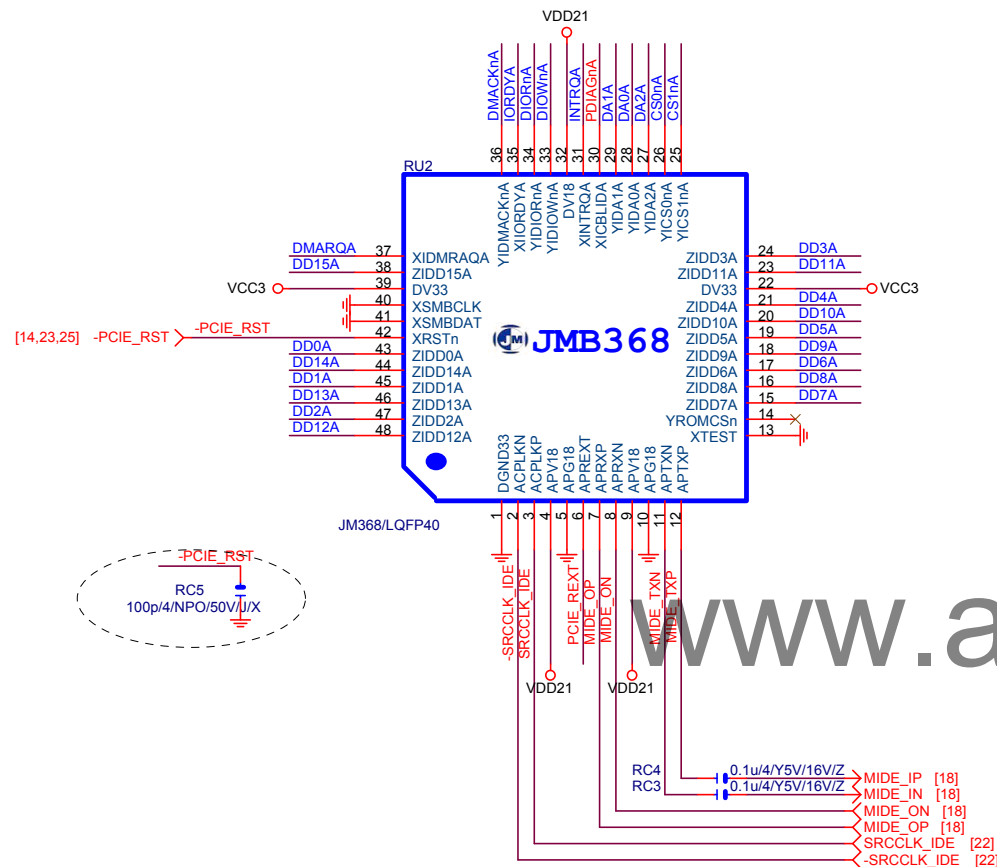 VDD21
DMACKnA
IORDYA
DIORnA
DIOWnA
INTRQA
PDIAGnA
DA1A
DA0A
DA2A
CS0nA
CS1nA
36
35
34
33
32
31
30
29
28
27
26
25
RU2
YIDMACKnA
XIIORDYA
YIDIORnA
YIDIOWnA
DV18
XINTRQA
XICBLIDA
YIDA1A
YIDA0A
YIDA2A
YICS0nA
YICS1nA
DMARQA 37 XIDMRAQA
DD15A 38 ZIDD15A
VCC3 39 DV33
40 XSMBCLK
41 XSMBDAT
[14,23,25] -PCIE_RST -PCIE_RST 42 XRSTn
DD0A 43 ZIDD0A
DD14A 44 ZIDD14A
DD1A 45 ZIDD1A
DD13A 46 ZIDD13A
DD2A 47 ZIDD2A
DD12A 48 ZIDD12A
JM JMB368
ZIDD3A 24 DD3A
ZIDD11A 23 DD11A
DV33 22 VCC3
ZIDD4A 21 DD4A
ZIDD10A 20 DD10A
ZIDD5A 19 DD5A
ZIDD9A 18 DD9A
ZIDD6A 17 DD6A
ZIDD8A 16 DD8A
ZIDD7A 15 DD7A
YROMCSn 14
XTEST 13
DGND33
ACPLKN
ACPLKP
APV18
APG18
APREXT
APRXP
APRXN
APV18
APG18
APTXN
APTXP
1
2
3
4
5
6
7
8
9
10
11
12
JM368/LQFP40
-SRCCLK_IDE
SRCCLK_IDE
PCIE_REXT
MIDE_OP
MIDE_ON
MIDE_TXN
MIDE_TXP
VDD21
VDD21
-PCIE_RST
RC5
100p/4/NPO/50V/J/X
www.a
RC4 0.1u/4/Y5V/16V/Z MIDE_IP [18]
RC3 0.1u/4/Y5V/16V/Z MIDE_IN [18]
MIDE_ON [18]
MIDE_OP [18]
SRCCLK_IDE [22]
-SRCCLK_IDE [22]